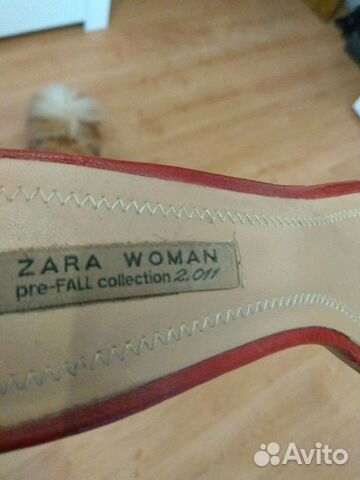 ZARA WOMAN
pre-FALL collection 2.011
Avito